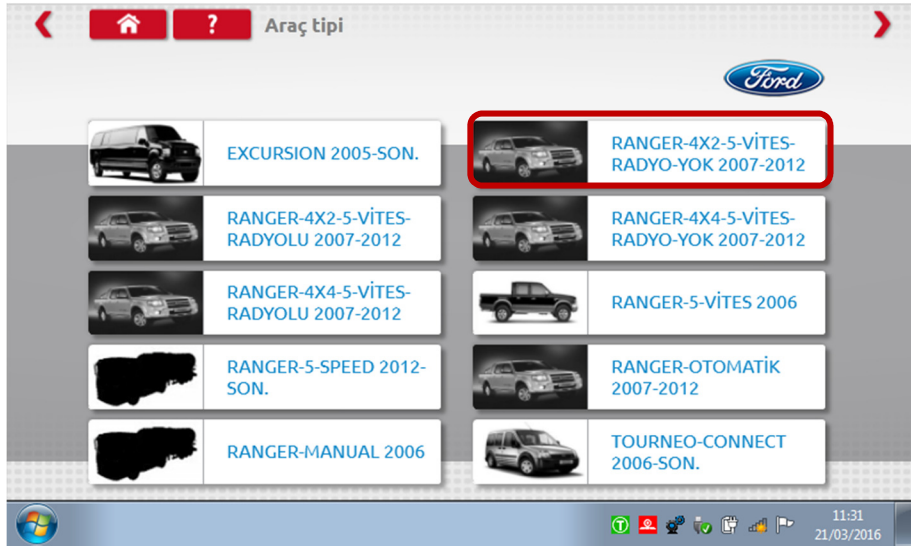 ? Araç tipi
Ford
EXCURSION 2005-SON.
RANGER-4X2-5-VİTES-
RADYO-YOK 2007-2012
RANGER-4X2-5-VİTES-
RADYOLU 2007-2012
RANGER-4X4-5-VİTES-
RADYO-YOK 2007-2012
RANGER-4X4-5-VİTES-
RADYOLU 2007-2012
RANGER-5-VİTES 2006
RANGER-5-SPEED 2012-
SON.
RANGER-OTOMATİK
2007-2012
RANGER-MANUAL 2006
TOURNEO-CONNECT
2006-SON.
T
11:31
21/03/2016